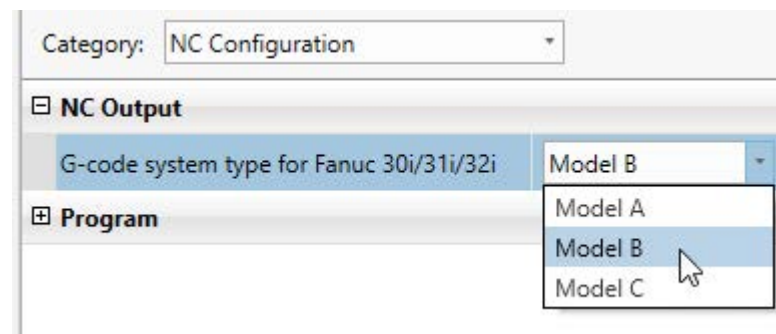 Category: NC Configuration
NC Output
G-code system type for Fanuc 30i/31i/32i Model B
Program
Model A
Model B
Model C